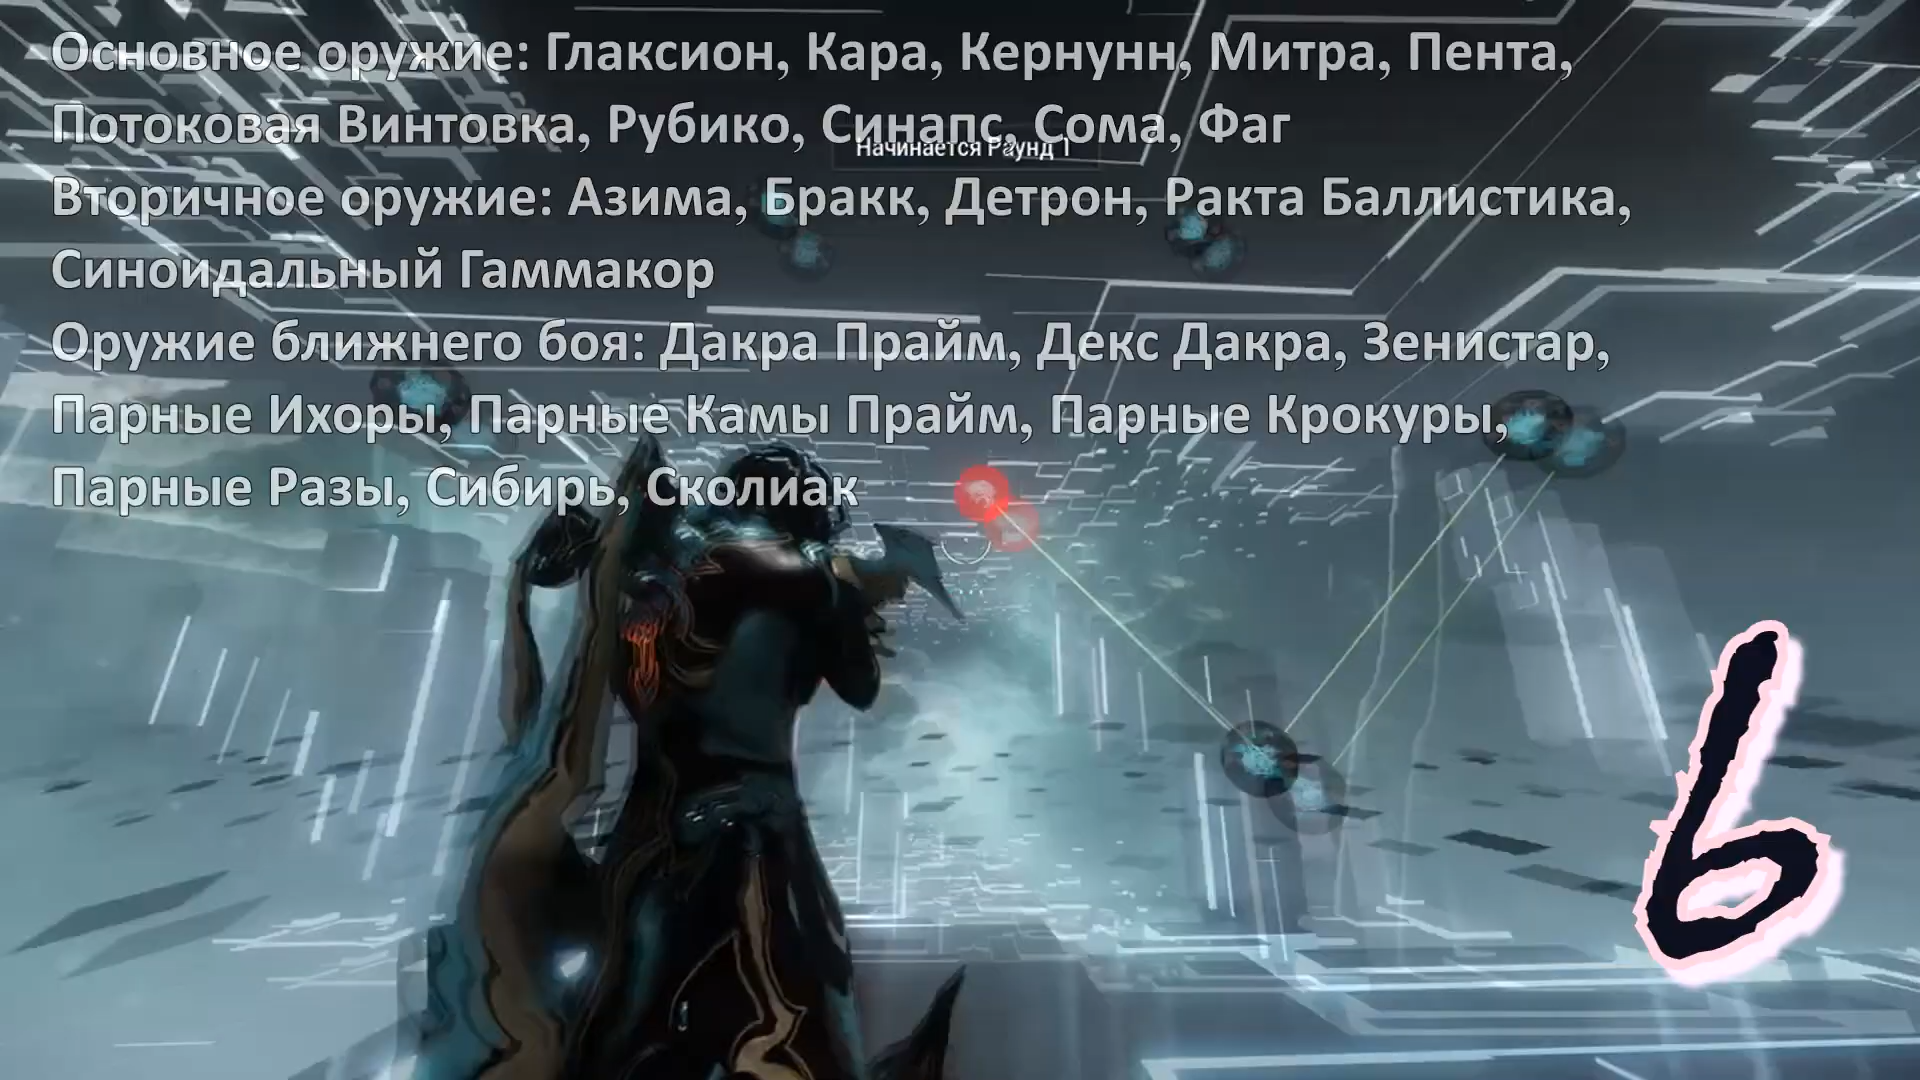 Основное оружие: Глаксион, Кара, Кернунн, Митра, Пента,
Потоковая Винтовка, Рубико, Синапс, Сома, Фаг
Начинается Раунд 1
Вторичное оружие: Азима, Бракк, Детрон, Ракта Баллистика,
Синоидальный Гаммакор
Оружие ближнего боя: Дакра Прайм, Декс Дакра, Зенистар,
Парные Ихоры, Парные Камы Прайм, Парные Крокуры,
Парные Разы, Сибирь, Сколиак
6